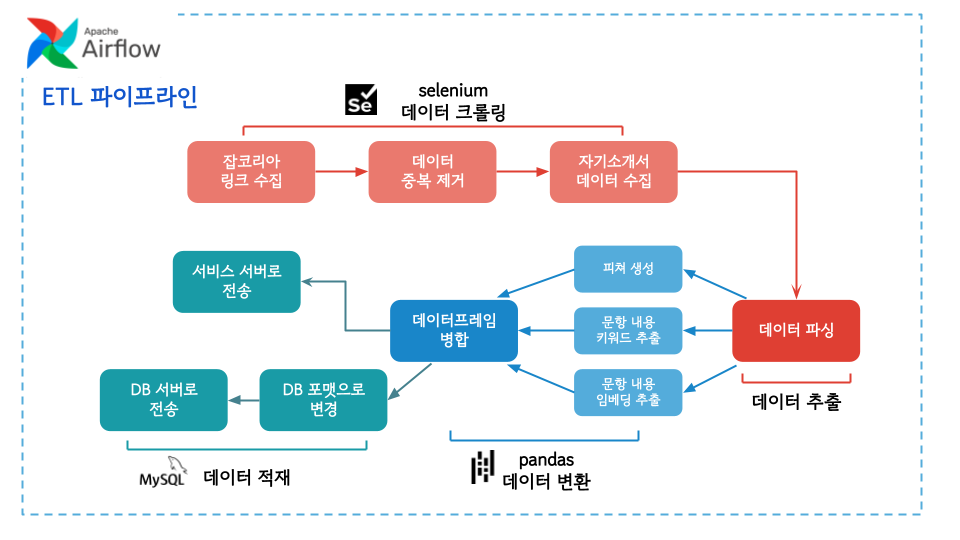 Apache
Airflow
ETL 파이프라인
Se
selenium
데이터 크롤링
잡코리아
링크 수집
데이터
중복 제거
자기소개서
데이터 수집
서비스 서버로
전송
피쳐 생성
데이터프레임
병합
문항 내용
키워드 추출
데이터 파싱
문항 내용
임베딩 추출
DB 서버로
전송
DB 포맷으로
변경
데이터 추출
MySQL
데이터 적재
pandas
데이터 변환